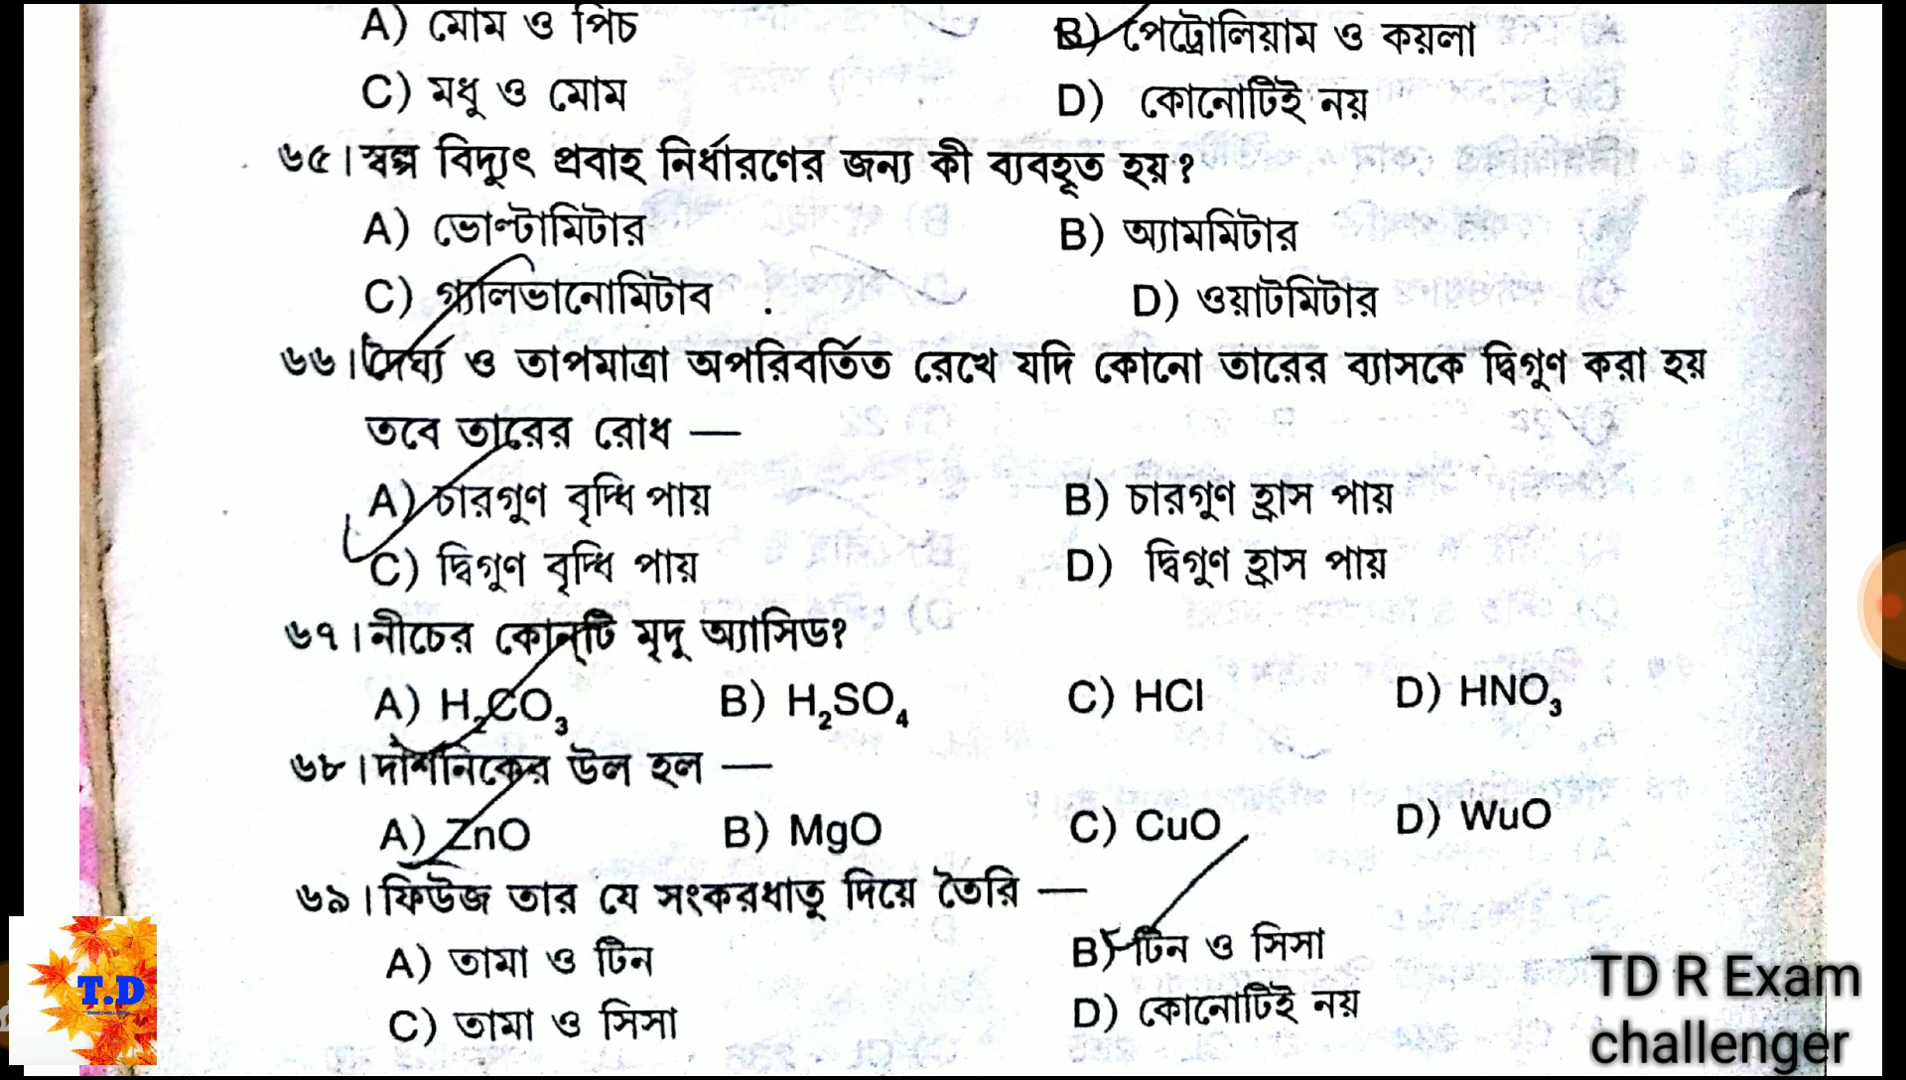 A) মোম ও পিচ B) পেট্রোলিয়াম ও কয়লা
C) মধু ও মোম D) কোনোটিই নয়
৬৫। স্বল্প বিদ্যুৎ প্রবাহ নির্ধারণের জন্য কী ব্যবহৃত হয়?
A) ভোল্টামিটার B) অ্যামমিটার
C) গ্যালভানোমিটাব D) ওয়াটমিটার
৬৬। দৈর্ঘ্য ও তাপমাত্রা অপরিবর্তিত রেখে যদি কোনো তারের ব্যাসকে দ্বিগুণ করা হয়
তবে তারের রোধ —
A) চারগুণ বৃদ্ধি পায় B) চারগুণ হ্রাস পায়
C) দ্বিগুণ বৃদ্ধি পায় D) দ্বিগুণ হ্রাস পায়
৬৭। নীচের কোন্‌টি মৃদু অ্যাসিড?
A) H₂CO₃ B) H₂SO₄ C) HCl D) HNO₃
৬৮। দার্শনিকের উল হল —
A) ZnO B) MgO C) CuO D) WuO
৬৯। ফিউজ তার যে সংকরধাতু দিয়ে তৈরি —
A) তামা ও টিন B) টিন ও সিসা
C) তামা ও সিসা D) কোনোটিই নয়
T.D
TD R Exam
challenger